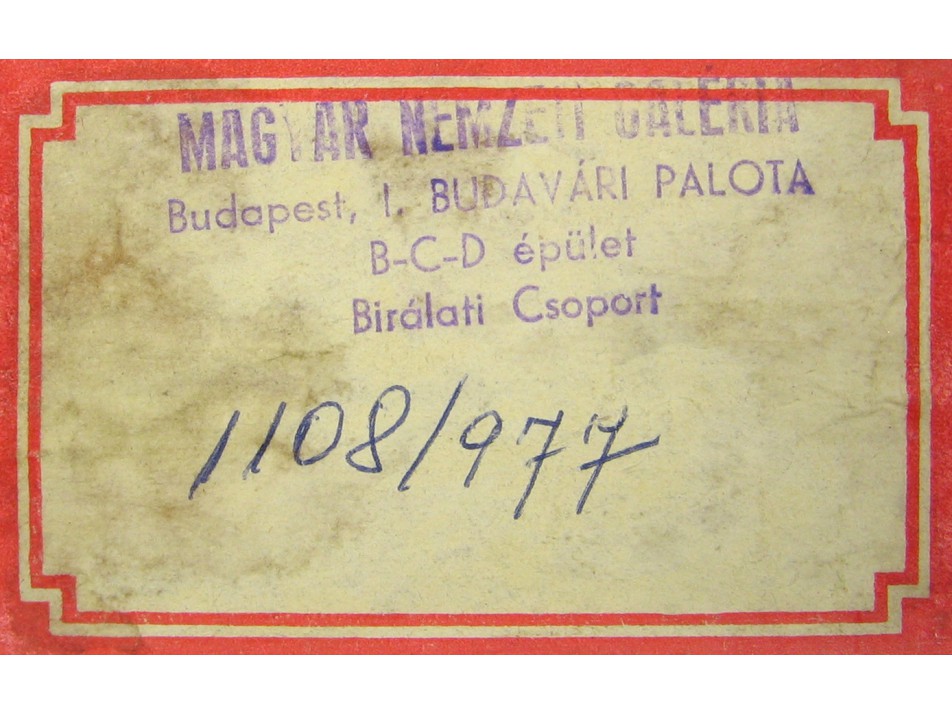 MAGYAR NEMZETI GALÉRIA
Budapest, I. BUDAVÁRI PALOTA
B-C-D épület
Birálati Csoport
1108/977